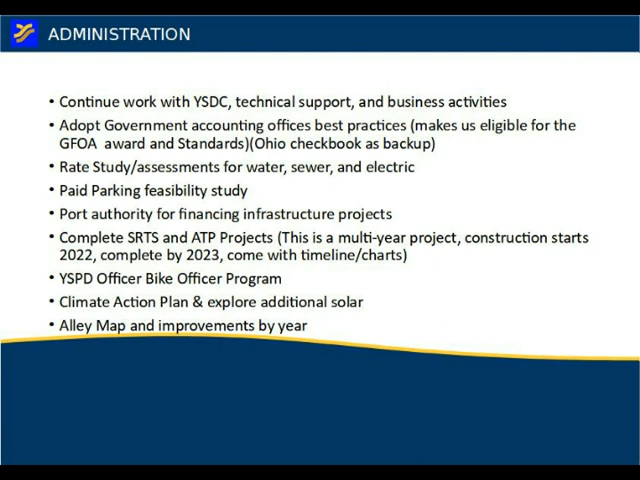 ADMINISTRATION
• Continue work with YSDC, technical support, and business activities
• Adopt Government accounting offices best practices (makes us eligible for the
GFOA award and Standards)(Ohio checkbook as backup)
• Rate Study/assessments for water, sewer, and electric
• Paid Parking feasibility study
• Port authority for financing infrastructure projects
• Complete SRTS and ATP Projects (This is a multi-year project, construction starts
2022, complete by 2023, come with timeline/charts)
• YSPD Officer Bike Officer Program
• Climate Action Plan & explore additional solar
• Alley Map and improvements by year